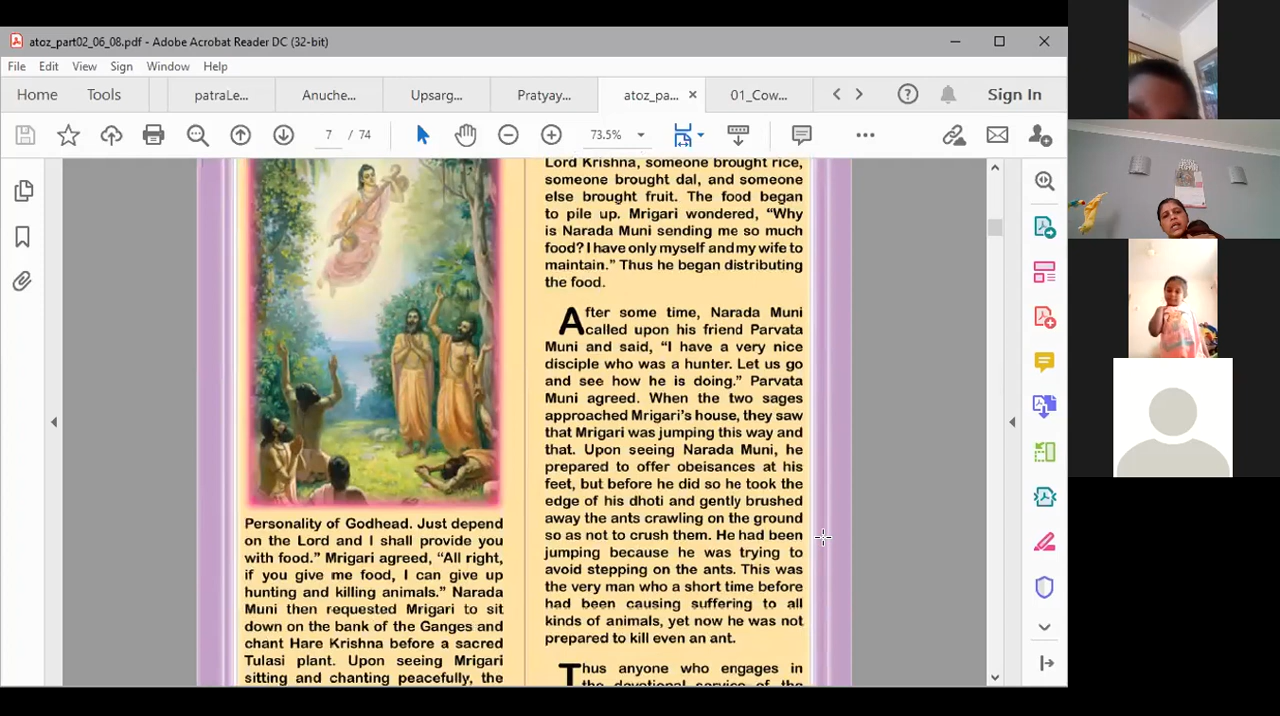 atoz_part02_06_08.pdf - Adobe Acrobat Reader DC (32-bit)
File Edit View Sign Window Help
Home Tools patraLe... Anuche... Upsarg... Pratyay... atoz_pa... 01_Cow... Sign In
7 / 74 73.5%
Personality of Godhead. Just depend
on the Lord and I shall provide you
with food.” Mrigari agreed, “All right,
if you give me food, I can give up
hunting and killing animals.” Narada
Muni then requested Mrigari to sit
down on the bank of the Ganges and
chant Hare Krishna before a sacred
Tulasi plant. Upon seeing Mrigari
sitting and chanting peacefully, the
Lord Krishna, someone brought rice,
someone brought dal, and someone
else brought fruit. The food began
to pile up. Mrigari wondered, “Why
is Narada Muni sending me so much
food? I have only myself and my wife to
maintain.” Thus he began distributing
the food.
After some time, Narada Muni
called upon his friend Parvata
Muni and said, “I have a very nice
disciple who was a hunter. Let us go
and see how he is doing.” Parvata
Muni agreed. When the two sages
approached Mrigari’s house, they saw
that Mrigari was jumping this way and
that. Upon seeing Narada Muni, he
prepared to offer obeisances at his
feet, but before he did so he took the
edge of his dhoti and gently brushed
away the ants crawling on the ground
so as not to crush them. He had been
jumping because he was trying to
avoid stepping on the ants. This was
the very man who a short time before
had been causing suffering to all
kinds of animals, yet now he was not
prepared to kill even an ant.
Thus anyone who engages in
the devotional service of the